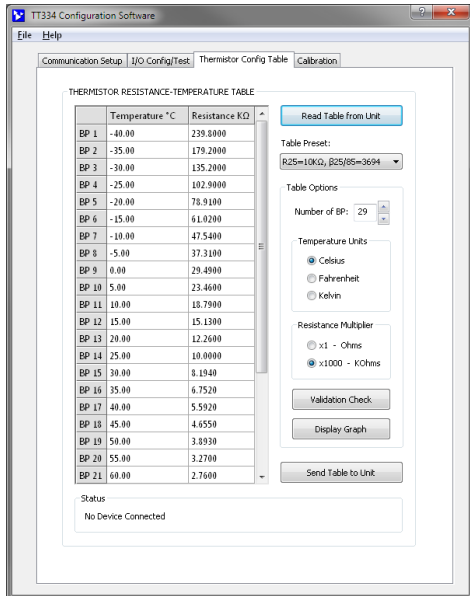 TT334 Configuration Software
File Help
Communication Setup I/O Config/Test Thermistor Config Table Calibration
THERMISTOR RESISTANCE-TEMPERATURE TABLE
Temperature °C Resistance KΩ
BP 1 -40.00 239.8000
BP 2 -35.00 179.2000
BP 3 -30.00 135.2000
BP 4 -25.00 102.9000
BP 5 -20.00 78.9100
BP 6 -15.00 61.0200
BP 7 -10.00 47.5400
BP 8 -5.00 37.3100
BP 9 0.00 29.4900
BP 10 5.00 23.4600
BP 11 10.00 18.7900
BP 12 15.00 15.1300
BP 13 20.00 12.2600
BP 14 25.00 10.0000
BP 15 30.00 8.1940
BP 16 35.00 6.7520
BP 17 40.00 5.5920
BP 18 45.00 4.6550
BP 19 50.00 3.8930
BP 20 55.00 3.2700
BP 21 60.00 2.7600
Read Table from Unit
Table Preset:
R25=10KΩ, β25/85=3694
Table Options
Number of BP: 29
Temperature Units
Celsius
Fahrenheit
Kelvin
Resistance Multiplier
x1 - Ohms
x1000 - KOhms
Validation Check
Display Graph
Send Table to Unit
Status
No Device Connected